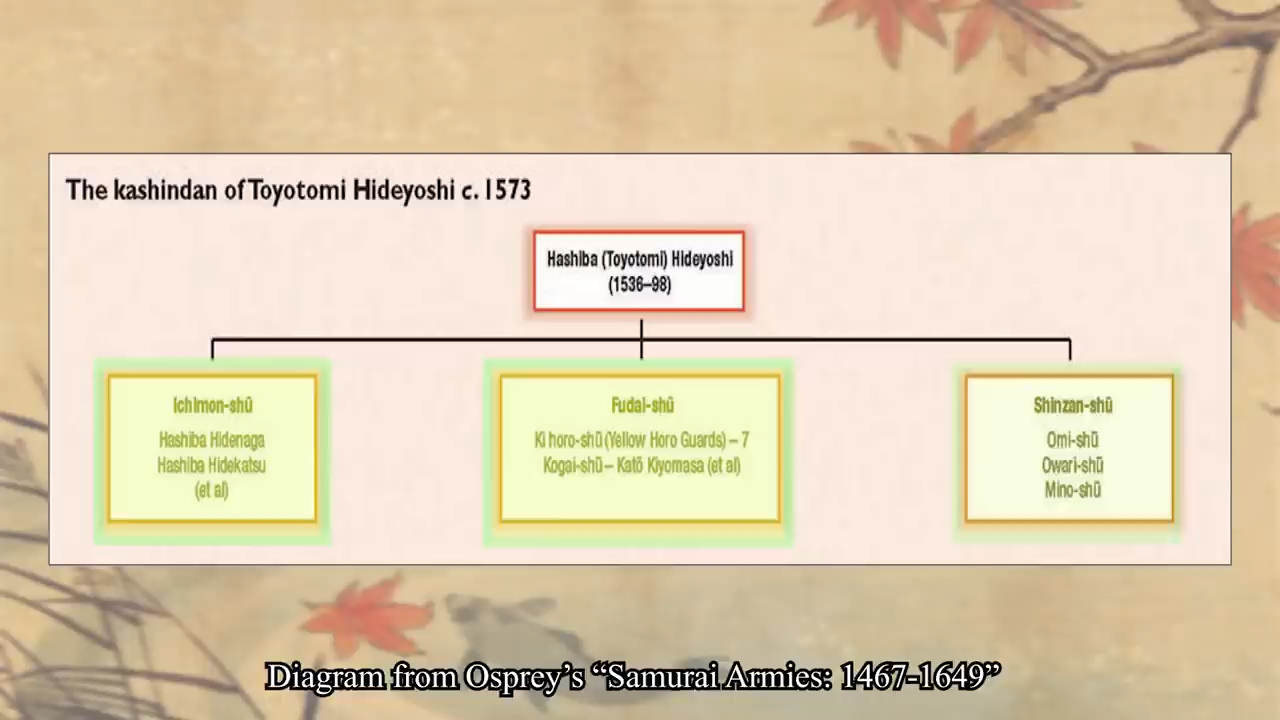 The kashindan of Toyotomi Hideyoshi c. 1573
Hashiba (Toyotomi) Hideyoshi
(1536–98)
Ichimon-shū
Hashiba Hidenaga
Hashiba Hidekatsu
(et al)
Fudai-shū
Ki horo-shū (Yellow Horo Guards) – 7
Kogai-shū – Katō Kiyomasa (et al)
Shinzan-shū
Omi-shū
Owari-shū
Mino-shū
Diagram from Osprey’s “Samurai Armies: 1467-1649”